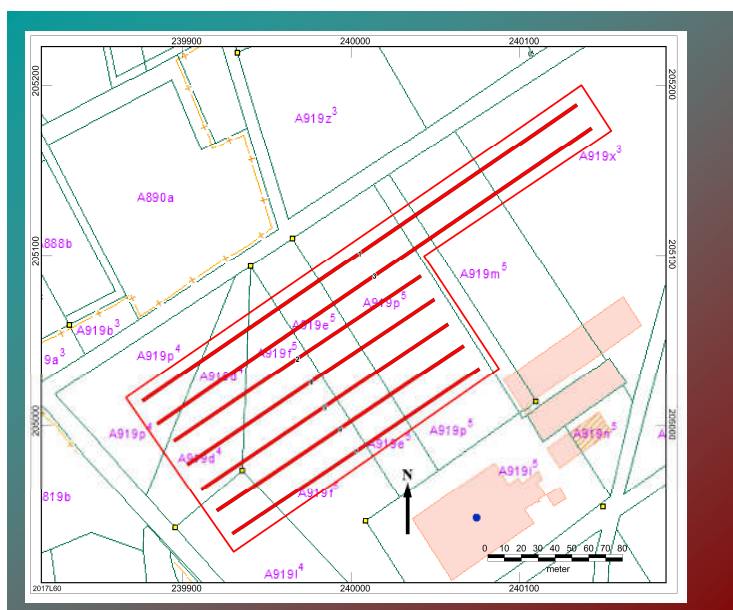 239900 240000 240100
205200 205200
A919z³
A919x³
A890a
888b
205100 205100
A919m⁵
A919p⁵
A919e⁵
A919b³
A919f⁵
9a³
A919p⁴
A919d⁴
205000
A919p⁴
A919p⁵
A919n⁵
A919e⁵
A919d⁴
A919i⁵
N
A919f⁵
819b
0 10 20 30 40 50 60 70 80
meter
A919l⁴
2017L60
239900 240000 240100